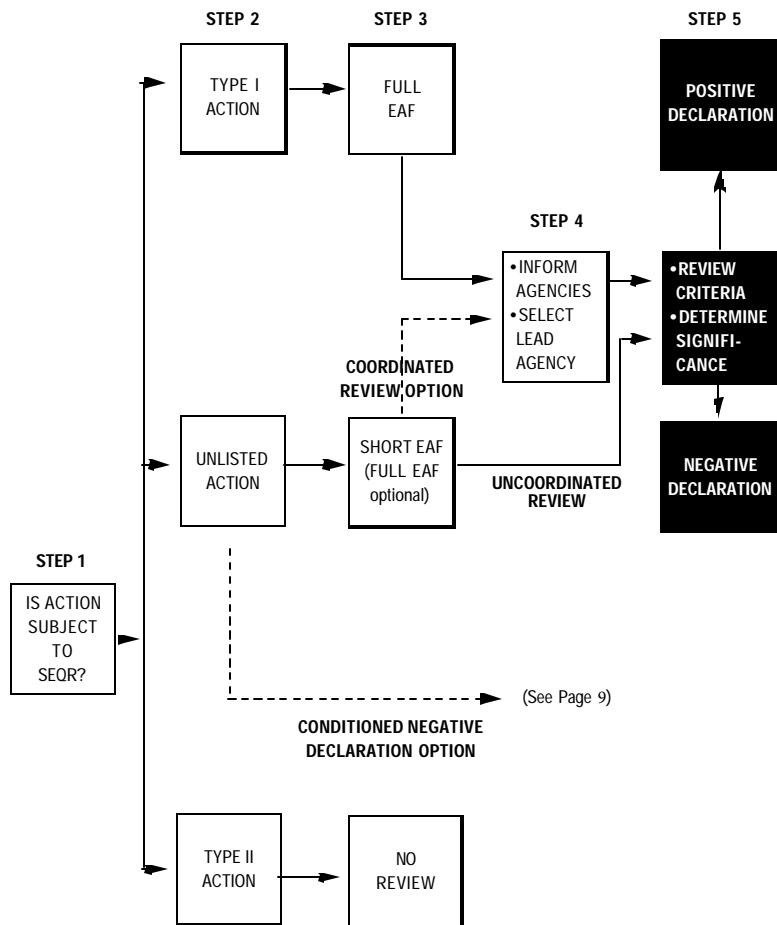 STEP 2
STEP 3
STEP 5
TYPE I
ACTION
FULL
EAF
POSITIVE
DECLARATION
STEP 4
•INFORM
AGENCIES
•SELECT
LEAD
AGENCY
•REVIEW
CRITERIA
•DETERMINE
SIGNIFI-
CANCE
COORDINATED
REVIEW OPTION
UNLISTED
ACTION
SHORT EAF
(FULL EAF
optional)
UNCOORDINATED
REVIEW
NEGATIVE
DECLARATION
STEP 1
IS ACTION
SUBJECT
TO
SEQR?
(See Page 9)
CONDITIONED NEGATIVE
DECLARATION OPTION
TYPE II
ACTION
NO
REVIEW